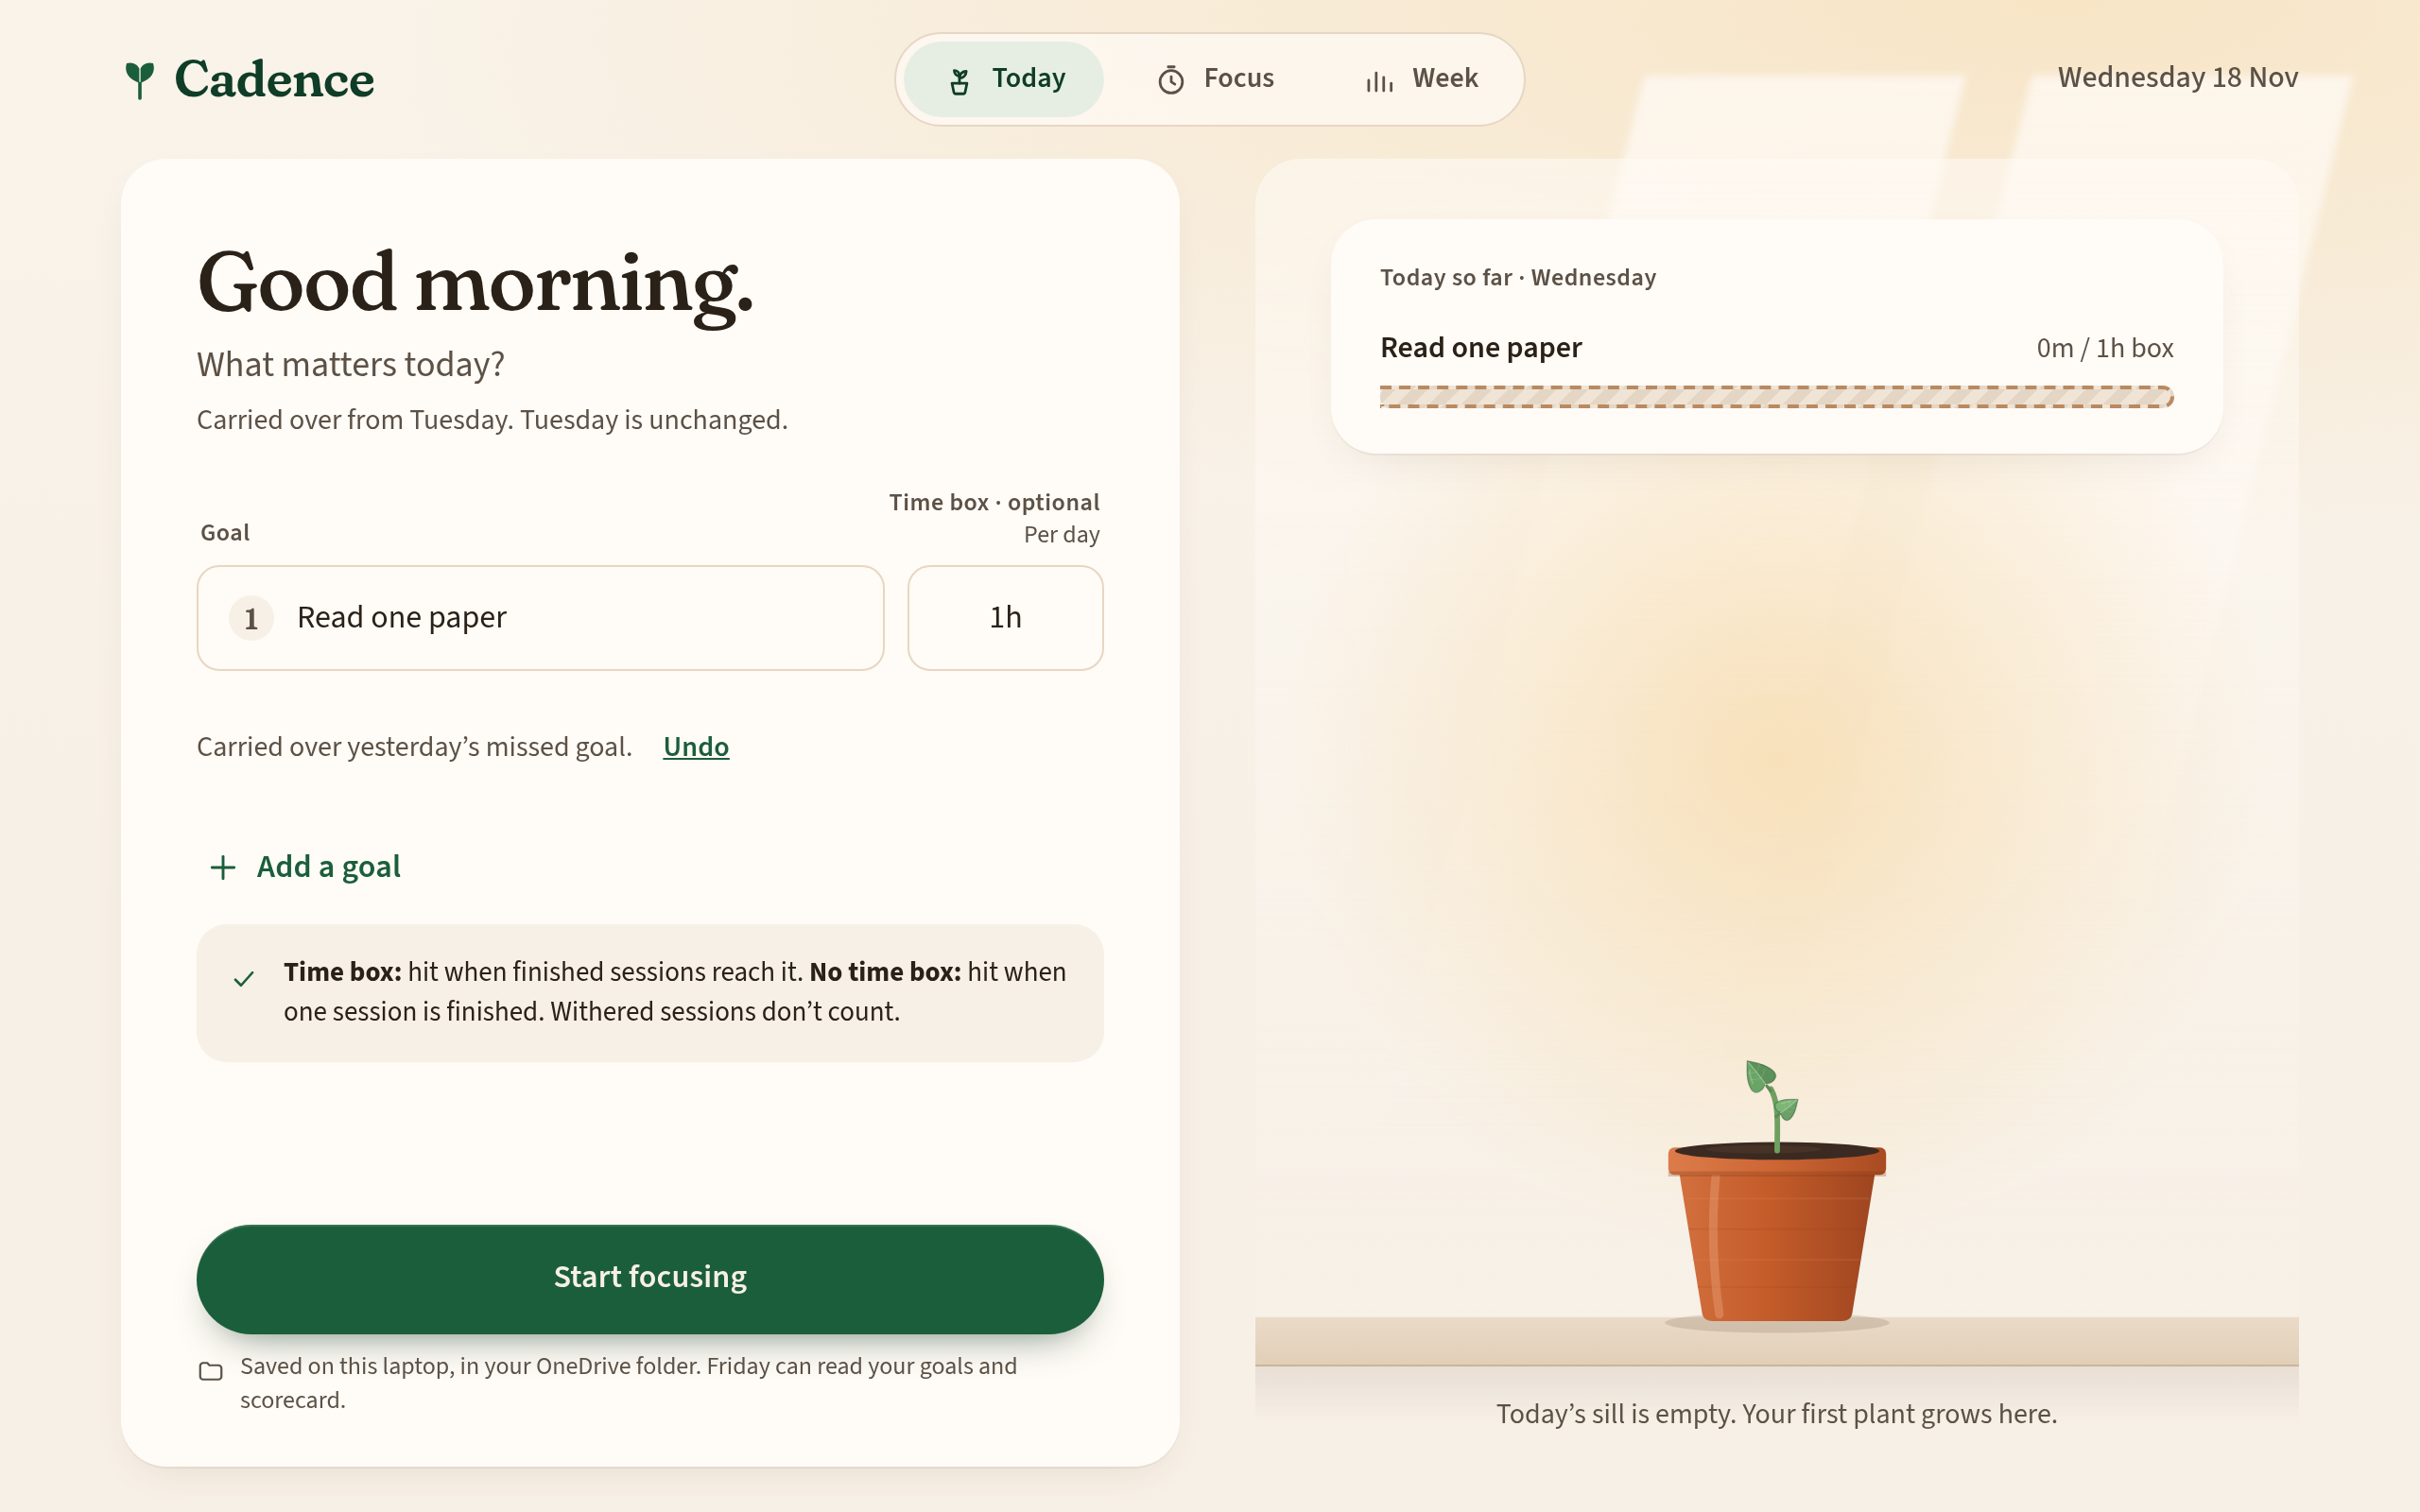 Cadence
Today
Focus
Week
Wednesday 18 Nov
Good morning.
What matters today?
Carried over from Tuesday. Tuesday is unchanged.
Goal
Time box · optional
Per day
1 Read one paper
1h
Carried over yesterday’s missed goal. Undo
Add a goal
Time box: hit when finished sessions reach it. No time box: hit when
one session is finished. Withered sessions don’t count.
Start focusing
Saved on this laptop, in your OneDrive folder. Friday can read your goals and
scorecard.
Today so far · Wednesday
Read one paper
0m / 1h box
Today’s sill is empty. Your first plant grows here.